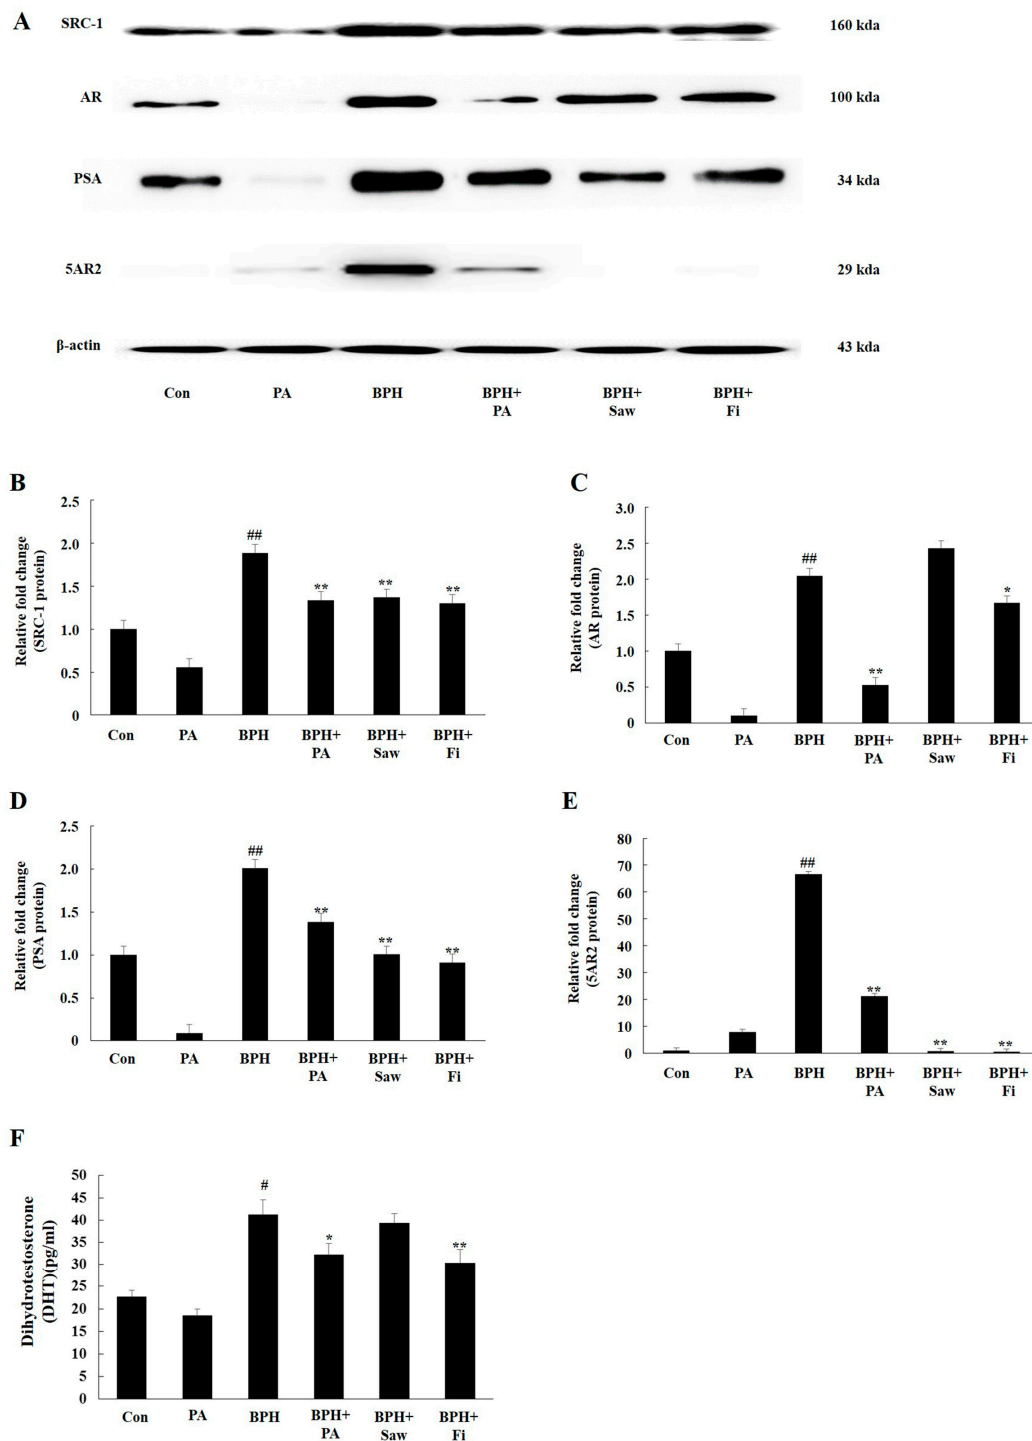 A
SRC-1 160 kda
AR 100 kda
PSA 34 kda
5AR2 29 kda
β-actin 43 kda
Con PA BPH BPH+ BPH+ BPH+
PA Saw Fi
B
Relative fold change
(SRC-1 protein)
2.5
2.0
1.5
1.0
0.5
0
##
**
**
**
Con PA BPH BPH+ BPH+ BPH+
PA Saw Fi
C
Relative fold change
(AR protein)
3.0
2.5
2.0
1.5
1.0
0.5
0
##
**
*
Con PA BPH BPH+ BPH+ BPH+
PA Saw Fi
D
Relative fold change
(PSA protein)
2.5
2.0
1.5
1.0
0.5
0
##
**
**
**
Con PA BPH BPH+ BPH+ BPH+
PA Saw Fi
E
Relative fold change
(5AR2 protein)
80
70
60
50
40
30
20
10
0
##
**
**
**
Con PA BPH BPH+ BPH+ BPH+
PA Saw Fi
F
Dihydrotestosterone
(DHT)(pg/ml)
50
45
40
35
30
25
20
15
10
5
0
#
*
**
Con PA BPH BPH+ BPH+ BPH+
PA Saw Fi